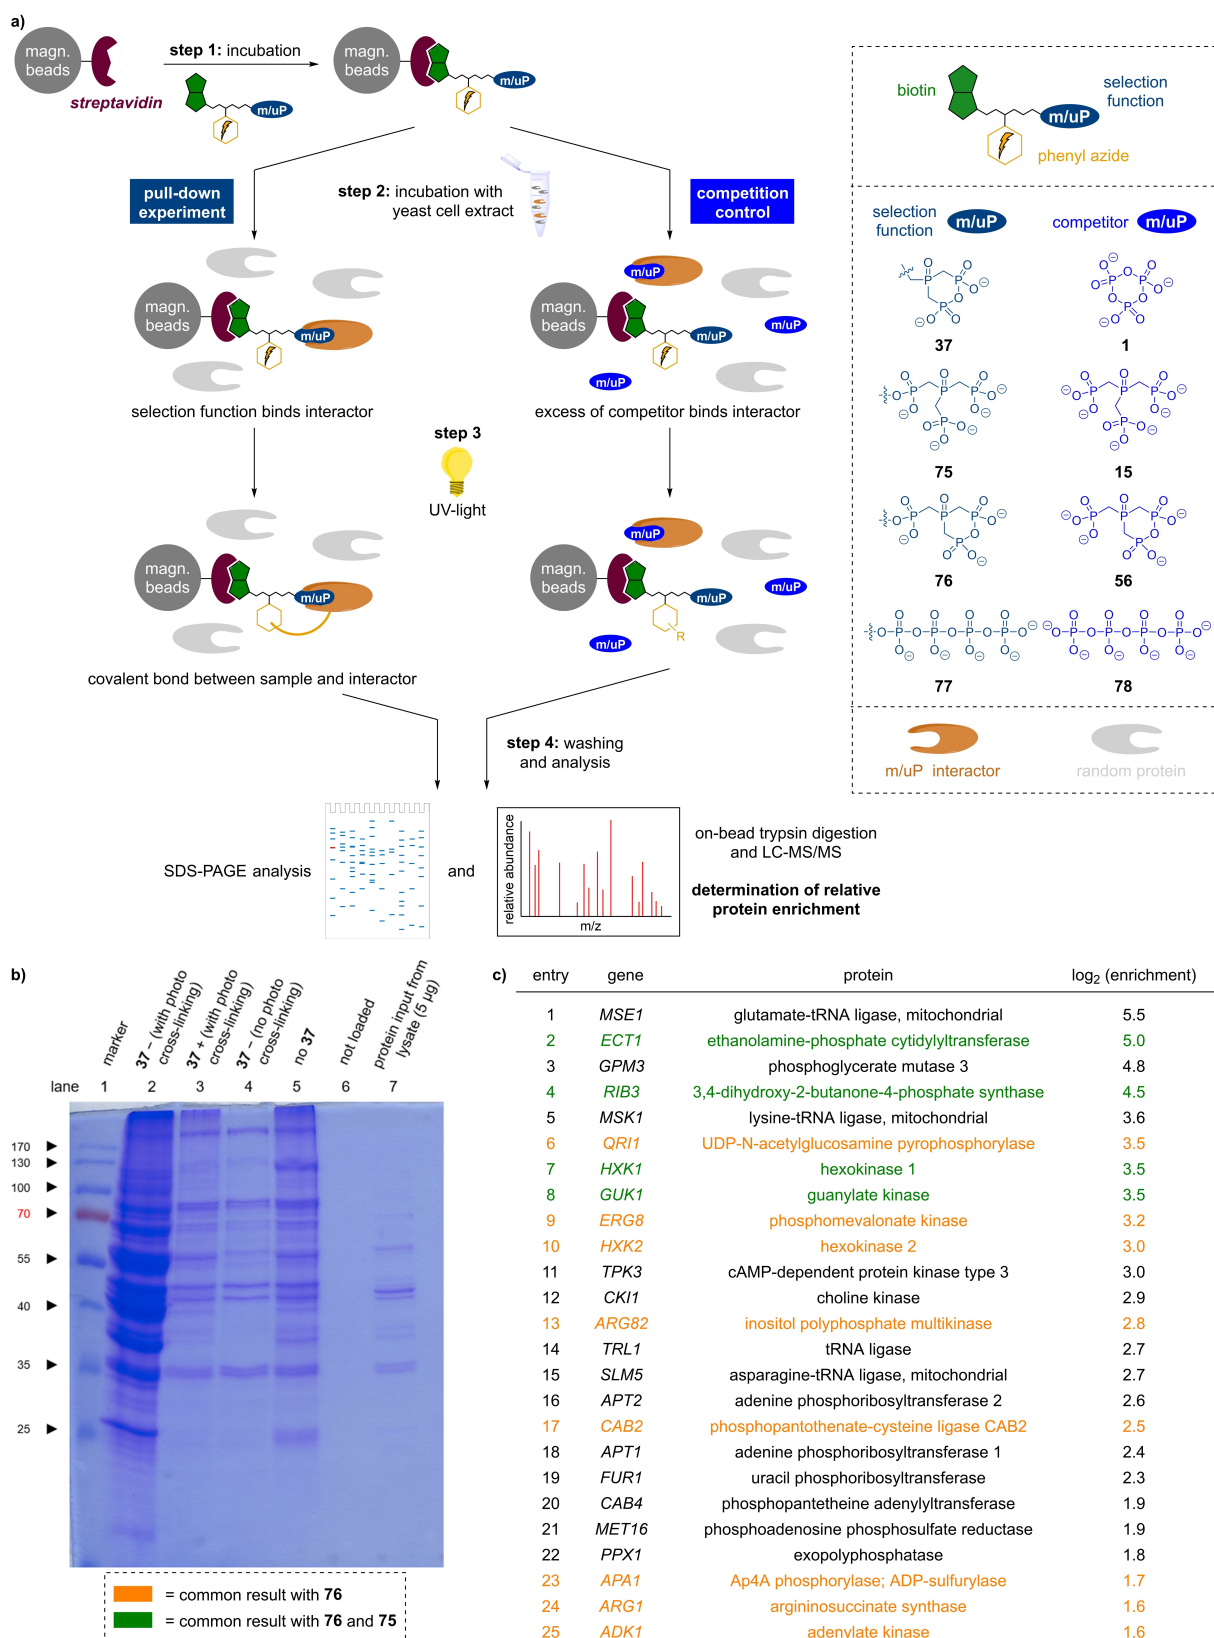 a)
magn.
beads
streptavidin
step 1: incubation
m/uP
magn.
beads
m/uP
biotin
selection
function
m/uP
phenyl azide
pull-down
experiment
step 2: incubation with
yeast cell extract
competition
control
selection
function
m/uP
competitor
m/uP
37
1
75
15
76
56
77
78
m/uP interactor
random protein
magn.
beads
m/uP
selection function binds interactor
m/uP
magn.
beads
m/uP
m/uP
m/uP
excess of competitor binds interactor
step 3
UV-light
magn.
beads
m/uP
covalent bond between sample and interactor
m/uP
magn.
beads
m/uP
m/uP
R
m/uP
step 4: washing
and analysis
SDS-PAGE analysis
and
relative abundance
m/z
on-bead trypsin digestion
and LC-MS/MS
determination of relative
protein enrichment
b)
marker
37 − (with photo
cross-linking)
37 + (with photo
cross-linking)
37 − (no photo
cross-linking)
no 37
not loaded
protein input from
lysate (5 µg)
lane 1 2 3 4 5 6 7
170
130
100
70
55
40
35
25
= common result with 76
= common result with 76 and 75
c)
entry gene protein log2 (enrichment)
1 MSE1 glutamate-tRNA ligase, mitochondrial 5.5
2 ECT1 ethanolamine-phosphate cytidylyltransferase 5.0
3 GPM3 phosphoglycerate mutase 3 4.8
4 RIB3 3,4-dihydroxy-2-butanone-4-phosphate synthase 4.5
5 MSK1 lysine-tRNA ligase, mitochondrial 3.6
6 QRI1 UDP-N-acetylglucosamine pyrophosphorylase 3.5
7 HXK1 hexokinase 1 3.5
8 GUK1 guanylate kinase 3.5
9 ERG8 phosphomevalonate kinase 3.2
10 HXK2 hexokinase 2 3.0
11 TPK3 cAMP-dependent protein kinase type 3 3.0
12 CKI1 choline kinase 2.9
13 ARG82 inositol polyphosphate multikinase 2.8
14 TRL1 tRNA ligase 2.7
15 SLM5 asparagine-tRNA ligase, mitochondrial 2.7
16 APT2 adenine phosphoribosyltransferase 2 2.6
17 CAB2 phosphopantothenate-cysteine ligase CAB2 2.5
18 APT1 adenine phosphoribosyltransferase 1 2.4
19 FUR1 uracil phosphoribosyltransferase 2.3
20 CAB4 phosphopantetheine adenylyltransferase 1.9
21 MET16 phosphoadenosine phosphosulfate reductase 1.9
22 PPX1 exopolyphosphatase 1.8
23 APA1 Ap4A phosphorylase; ADP-sulfurylase 1.7
24 ARG1 argininosuccinate synthase 1.6
25 ADK1 adenylate kinase 1.6